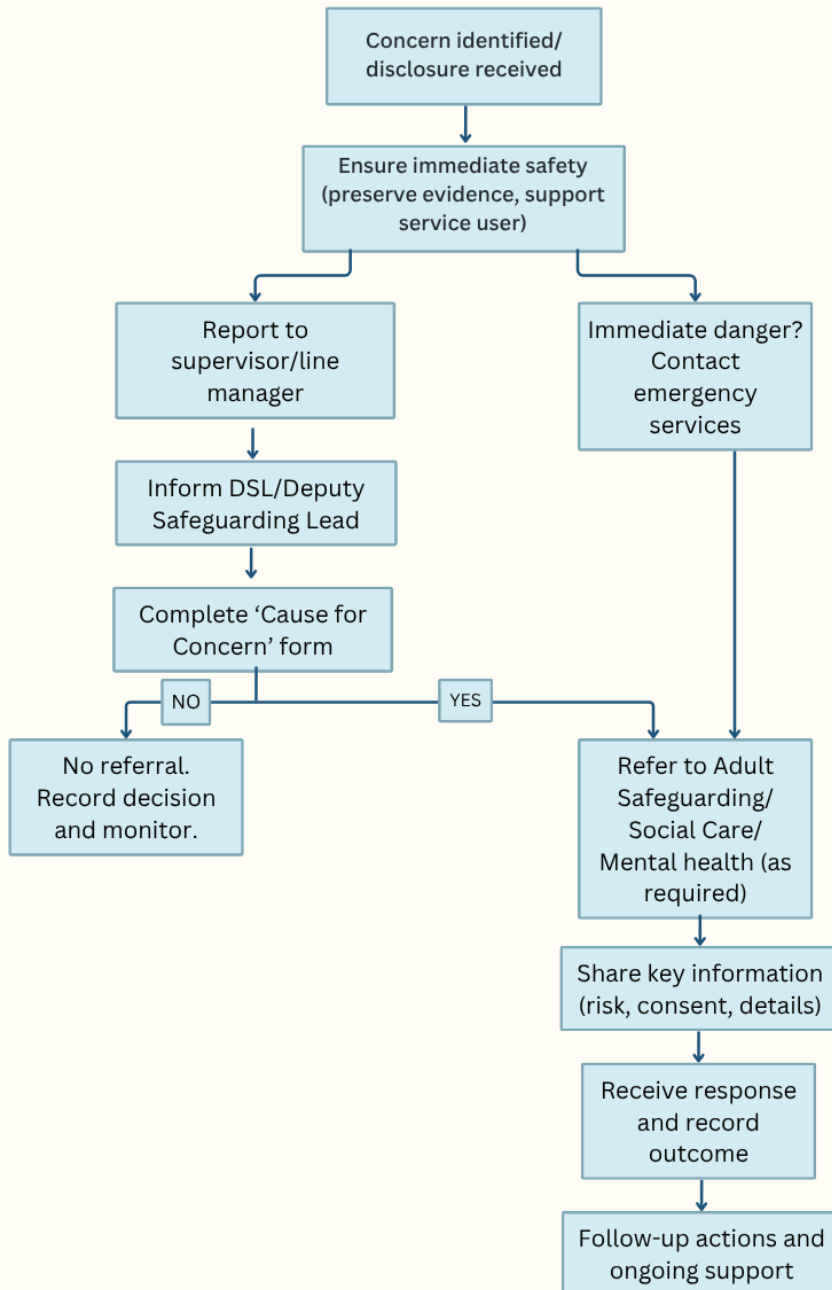 Concern identified/
disclosure received
Ensure immediate safety
(preserve evidence, support
service user)
Report to
supervisor/line
manager
Immediate danger?
Contact
emergency
services
Inform DSL/Deputy
Safeguarding Lead
Complete ‘Cause for
Concern’ form
NO
YES
No referral.
Record decision
and monitor.
Refer to Adult
Safeguarding/
Social Care/
Mental health (as
required)
Share key information
(risk, consent, details)
Receive response
and record
outcome
Follow-up actions and
ongoing support